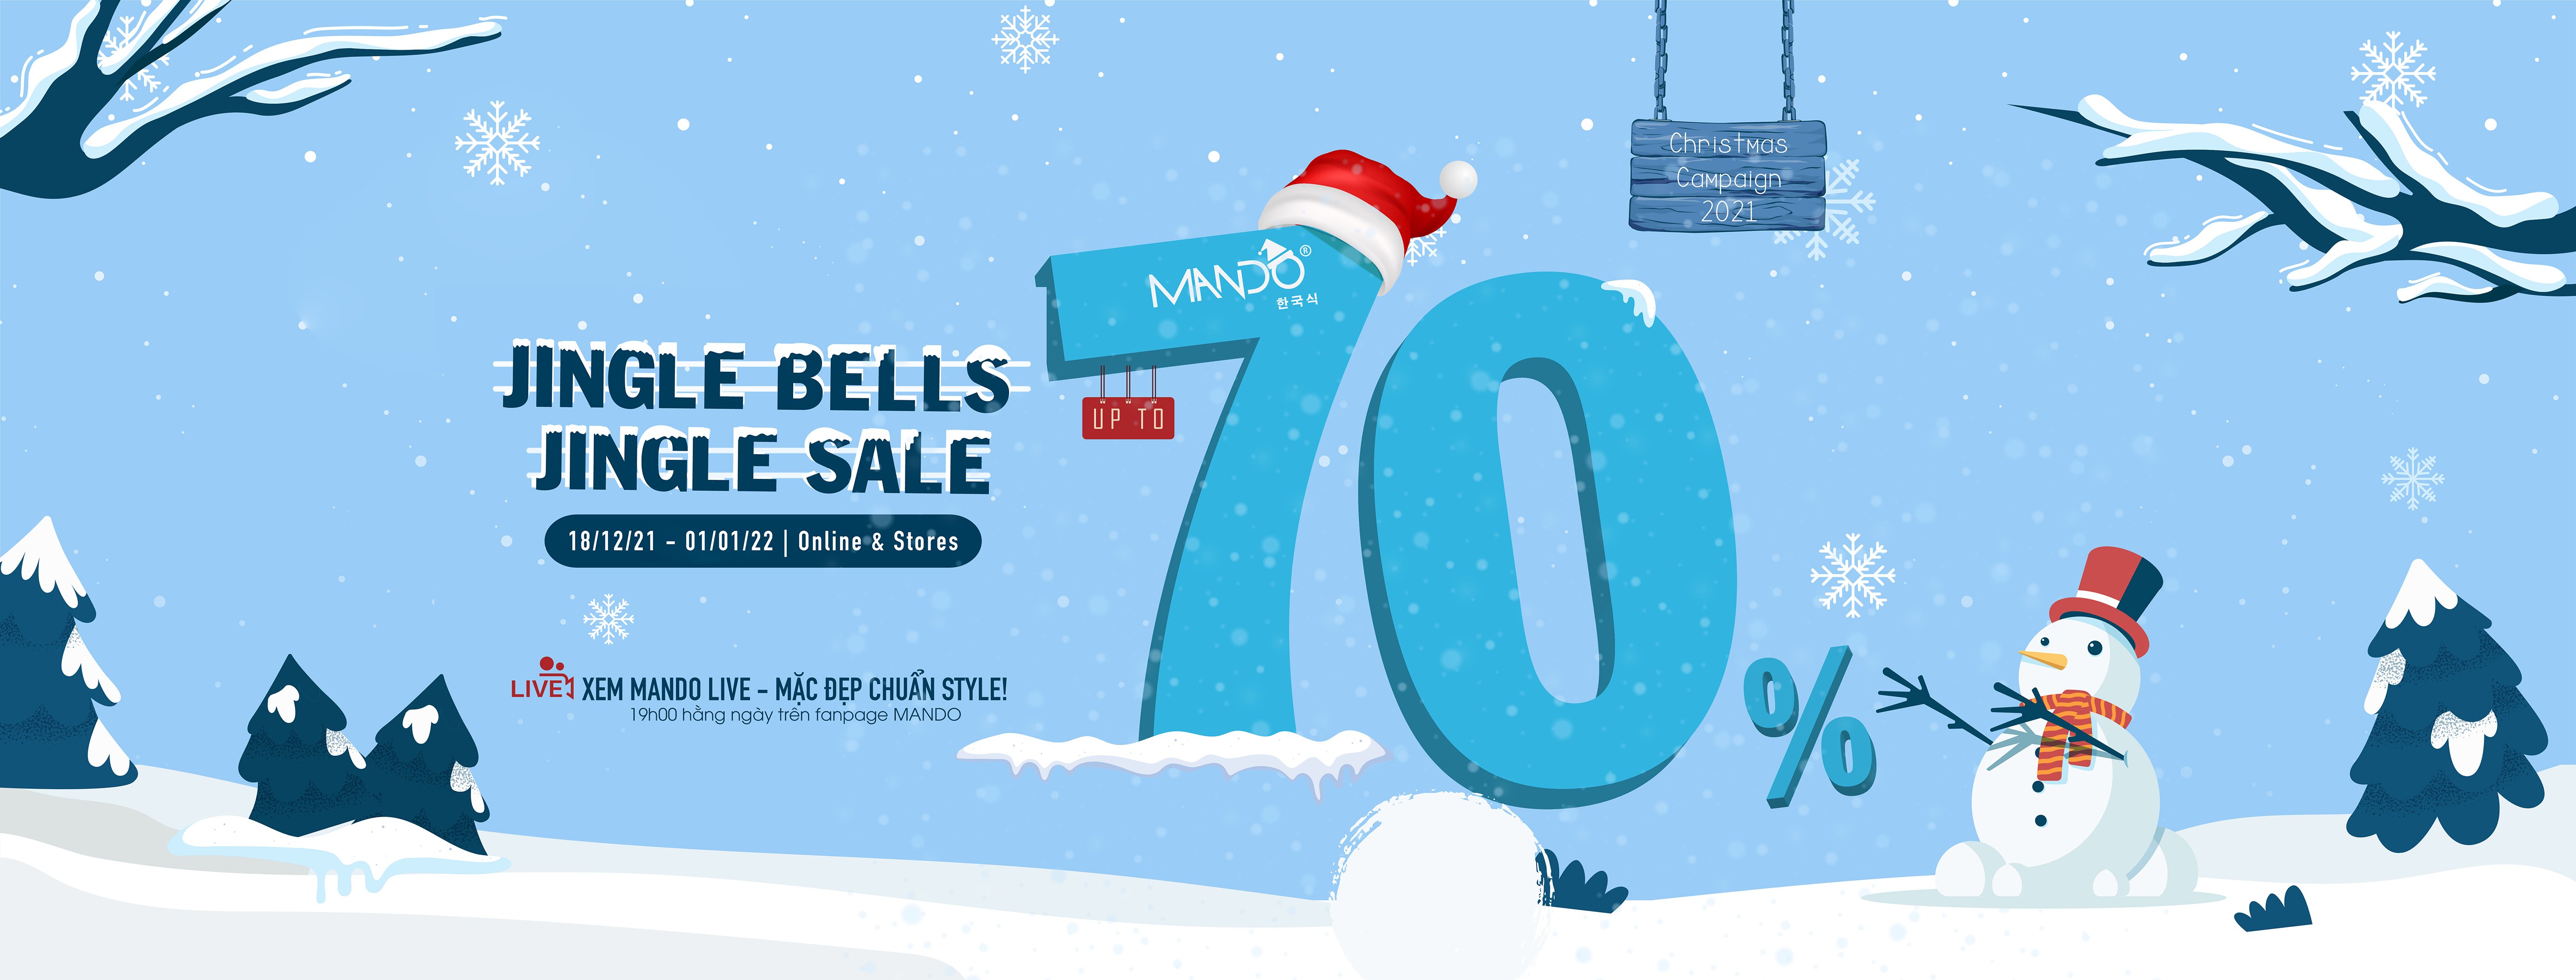 Christmas
Campaign
2021
MANDO®
한국식
JINGLE BELLS
JINGLE SALE
UP TO
70%
18/12/21 - 01/01/22 | Online & Stores
LIVE XEM MANDO LIVE - MẶC ĐẸP CHUẨN STYLE!
19h00 hằng ngày trên fanpage MANDO